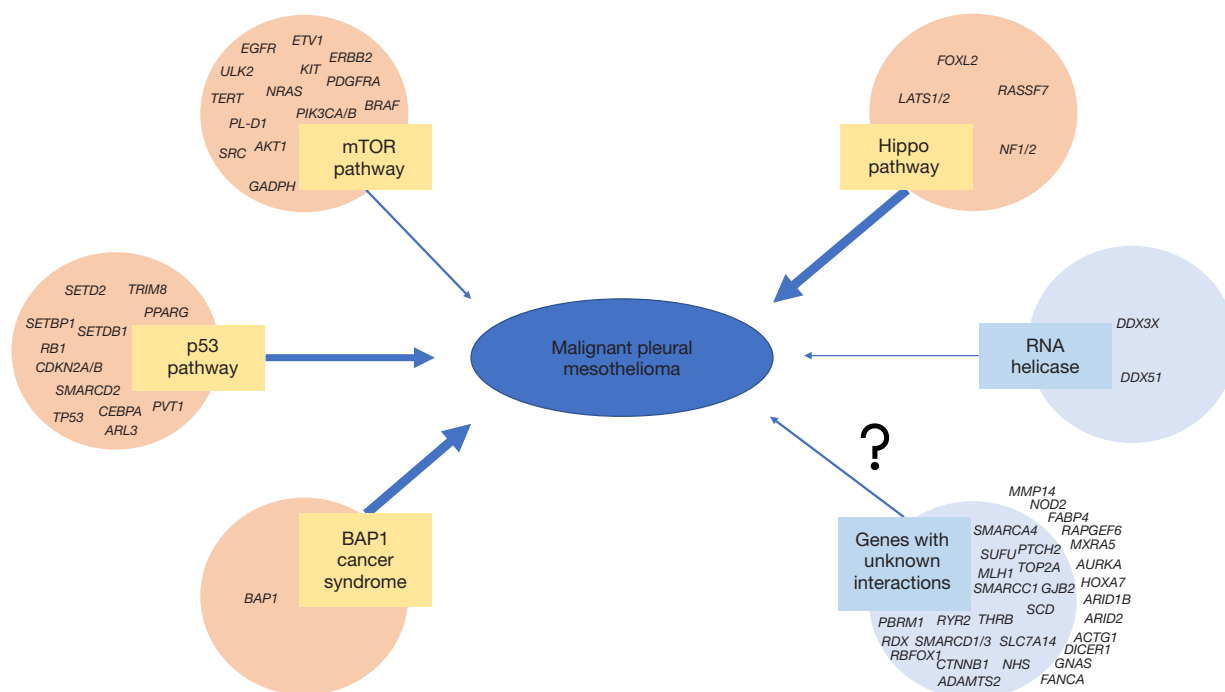 ETV1
EGFR
ERBB2
ULK2
KIT
PDGFRA
NRAS
TERT
BRAF
PIK3CA/B
PL-D1
AKT1
SRC
GADPH
mTOR
pathway
FOXL2
RASSF7
LATS1/2
NF1/2
Hippo
pathway
SETD2
TRIM8
PPARG
SETBP1
SETDB1
RB1
CDKN2A/B
SMARCD2
CEBPA
PVT1
TP53
ARL3
p53
pathway
Malignant pleural
mesothelioma
DDX3X
DDX51
RNA
helicase
BAP1
BAP1
cancer
syndrome
?
Genes with
unknown
interactions
MMP14
NOD2
FABP4
SMARCA4
RAPGEF6
SUFU
PTCH2
MXRA5
MLH1
TOP2A
AURKA
SMARCC1
GJB2
HOXA7
ARID1B
SCD
PBRM1
RYR2
THRB
ARID2
RDX
SMARCD1/3
SLC7A14
ACTG1
RBFOX1
DICER1
CTNNB1
NHS
GNAS
ADAMTS2
FANCA